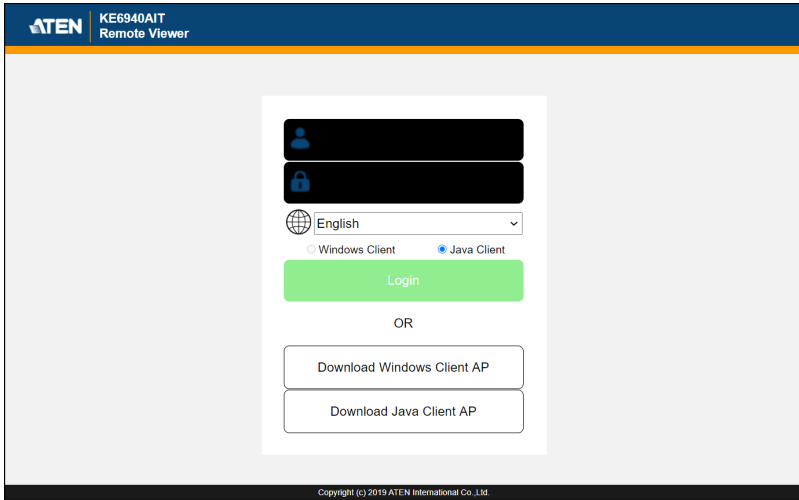 ATEN
KE6940AIT
Remote Viewer
English
Windows Client
Java Client
Login
OR
Download Windows Client AP
Download Java Client AP
Copyright (c) 2019 ATEN International Co.,Ltd.